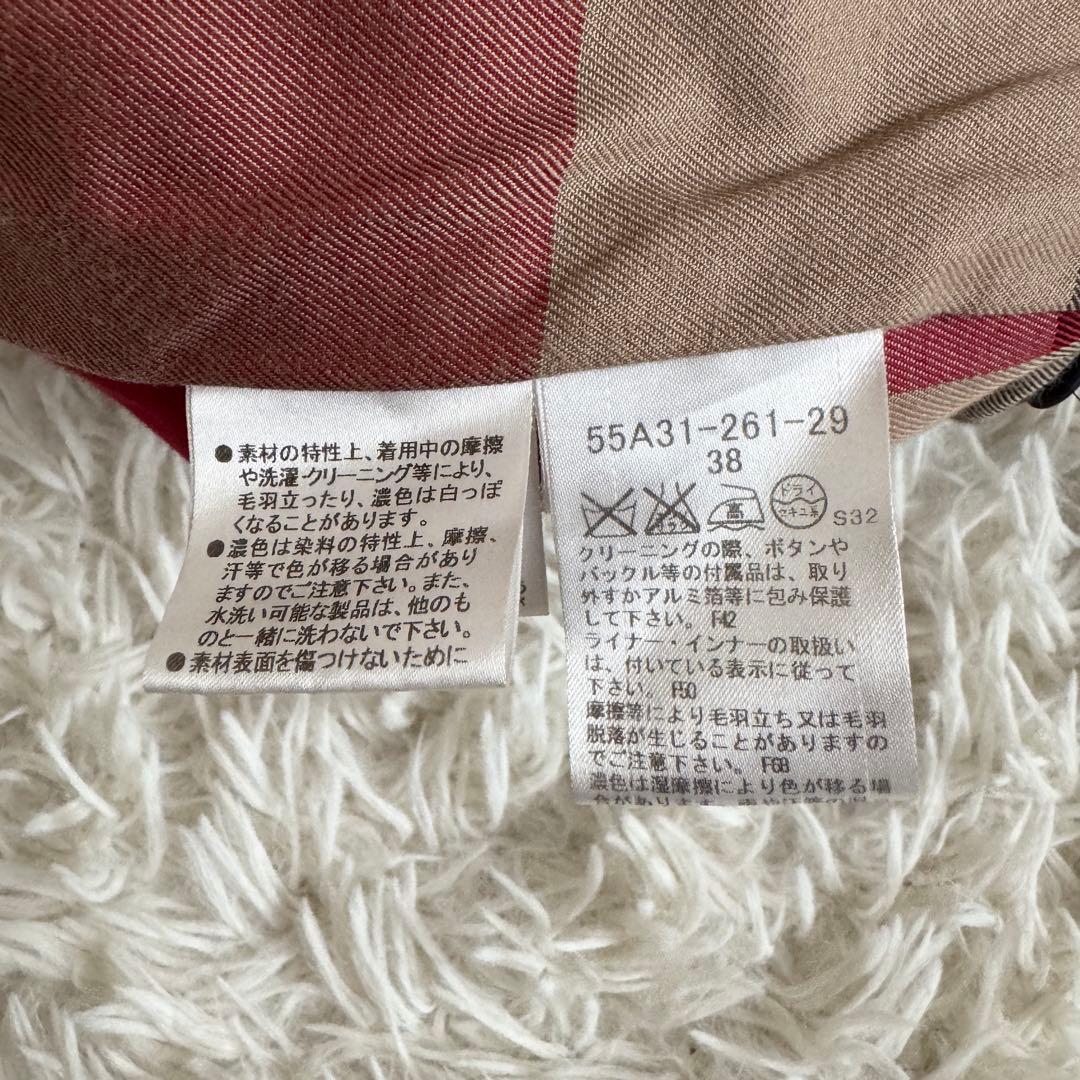 ●素材の特性上、着用中の摩擦
や洗濯・クリーニング等により、
毛羽立ったり、濃色は白っぽ
くなることがあります。
●濃色は染料の特性上、摩擦、
汗等で色が移る場合があり
ますのでご注意下さい。また、
水洗い可能な製品は、他のも
のと一緒に洗わないで下さい。
●素材表面を傷つけないために
55A31-261-29
38
高
ドライ
セキユ系
S32
クリーニングの際、ボタンや
バックル等の付属品は、取り
外すかアルミ箔等に包み保護
して下さい。 F42
ライナー・インナーの取扱い
は、付いている表示に従って
下さい。 F50
摩擦等により毛羽立ち又は毛羽
脱落が生じることがありますの
でご注意下さい。 F68
濃色は湿摩擦により色が移る場
合があります。